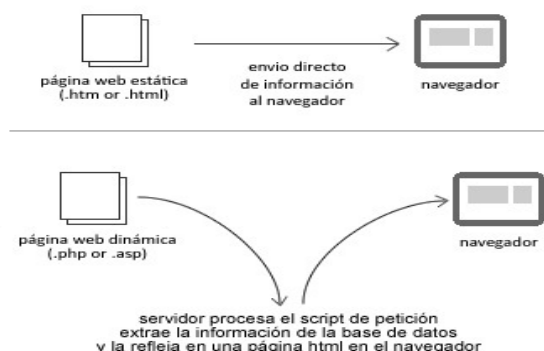 página web estática
(.htm or .html)
envio directo
de información
al navegador
navegador
página web dinámica
(.php or .asp)
navegador
servidor procesa el script de petición
extrae la información de la base de datos
y la refleja en una página html en el navegador